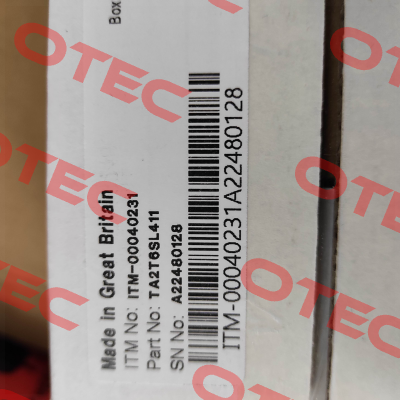 Box
Made in Great Britain
ITM No: ITM-00040231
Part No: TA2T6SL411
SN No: A22480128
ITM-00040231A22480128
OTEC
OTEC
OTEC
OTEC
OTEC